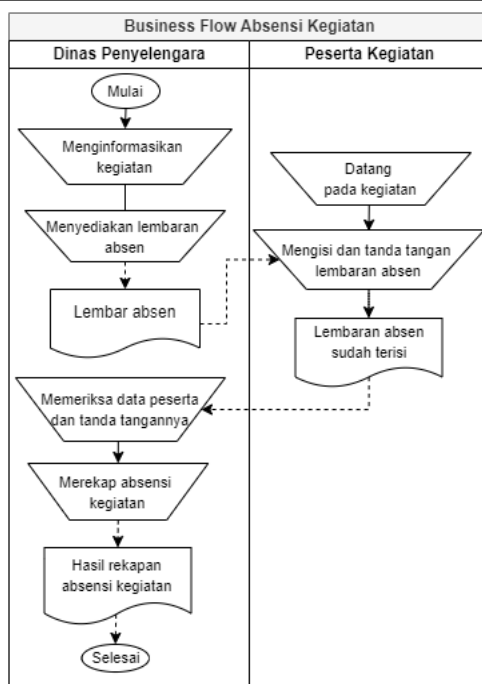 Business Flow Absensi Kegiatan
Dinas Penyelengara
Peserta Kegiatan
Mulai
Menginformasikan
kegiatan
Menyediakan lembaran
absen
Lembar absen
Datang
pada kegiatan
Mengisi dan tanda tangan
lembaran absen
Lembaran absen
sudah terisi
Memeriksa data peserta
dan tanda tangannya
Merekap absensi
kegiatan
Hasil rekapan
absensi kegiatan
Selesai